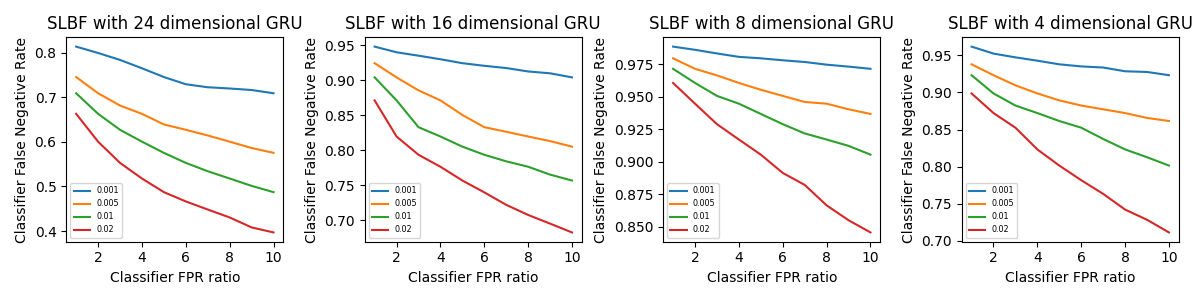 SLBF with 24 dimensional GRU
Classifier False Negative Rate
0.8
0.7
0.6
0.5
0.4
0.001
0.005
0.01
0.02
2 4 6 8 10
Classifier FPR ratio
SLBF with 16 dimensional GRU
Classifier False Negative Rate
0.95
0.90
0.85
0.80
0.75
0.70
0.001
0.005
0.01
0.02
2 4 6 8 10
Classifier FPR ratio
SLBF with 8 dimensional GRU
Classifier False Negative Rate
0.975
0.950
0.925
0.900
0.875
0.850
0.001
0.005
0.01
0.02
2 4 6 8 10
Classifier FPR ratio
SLBF with 4 dimensional GRU
Classifier False Negative Rate
0.95
0.90
0.85
0.80
0.75
0.70
0.001
0.005
0.01
0.02
2 4 6 8 10
Classifier FPR ratio